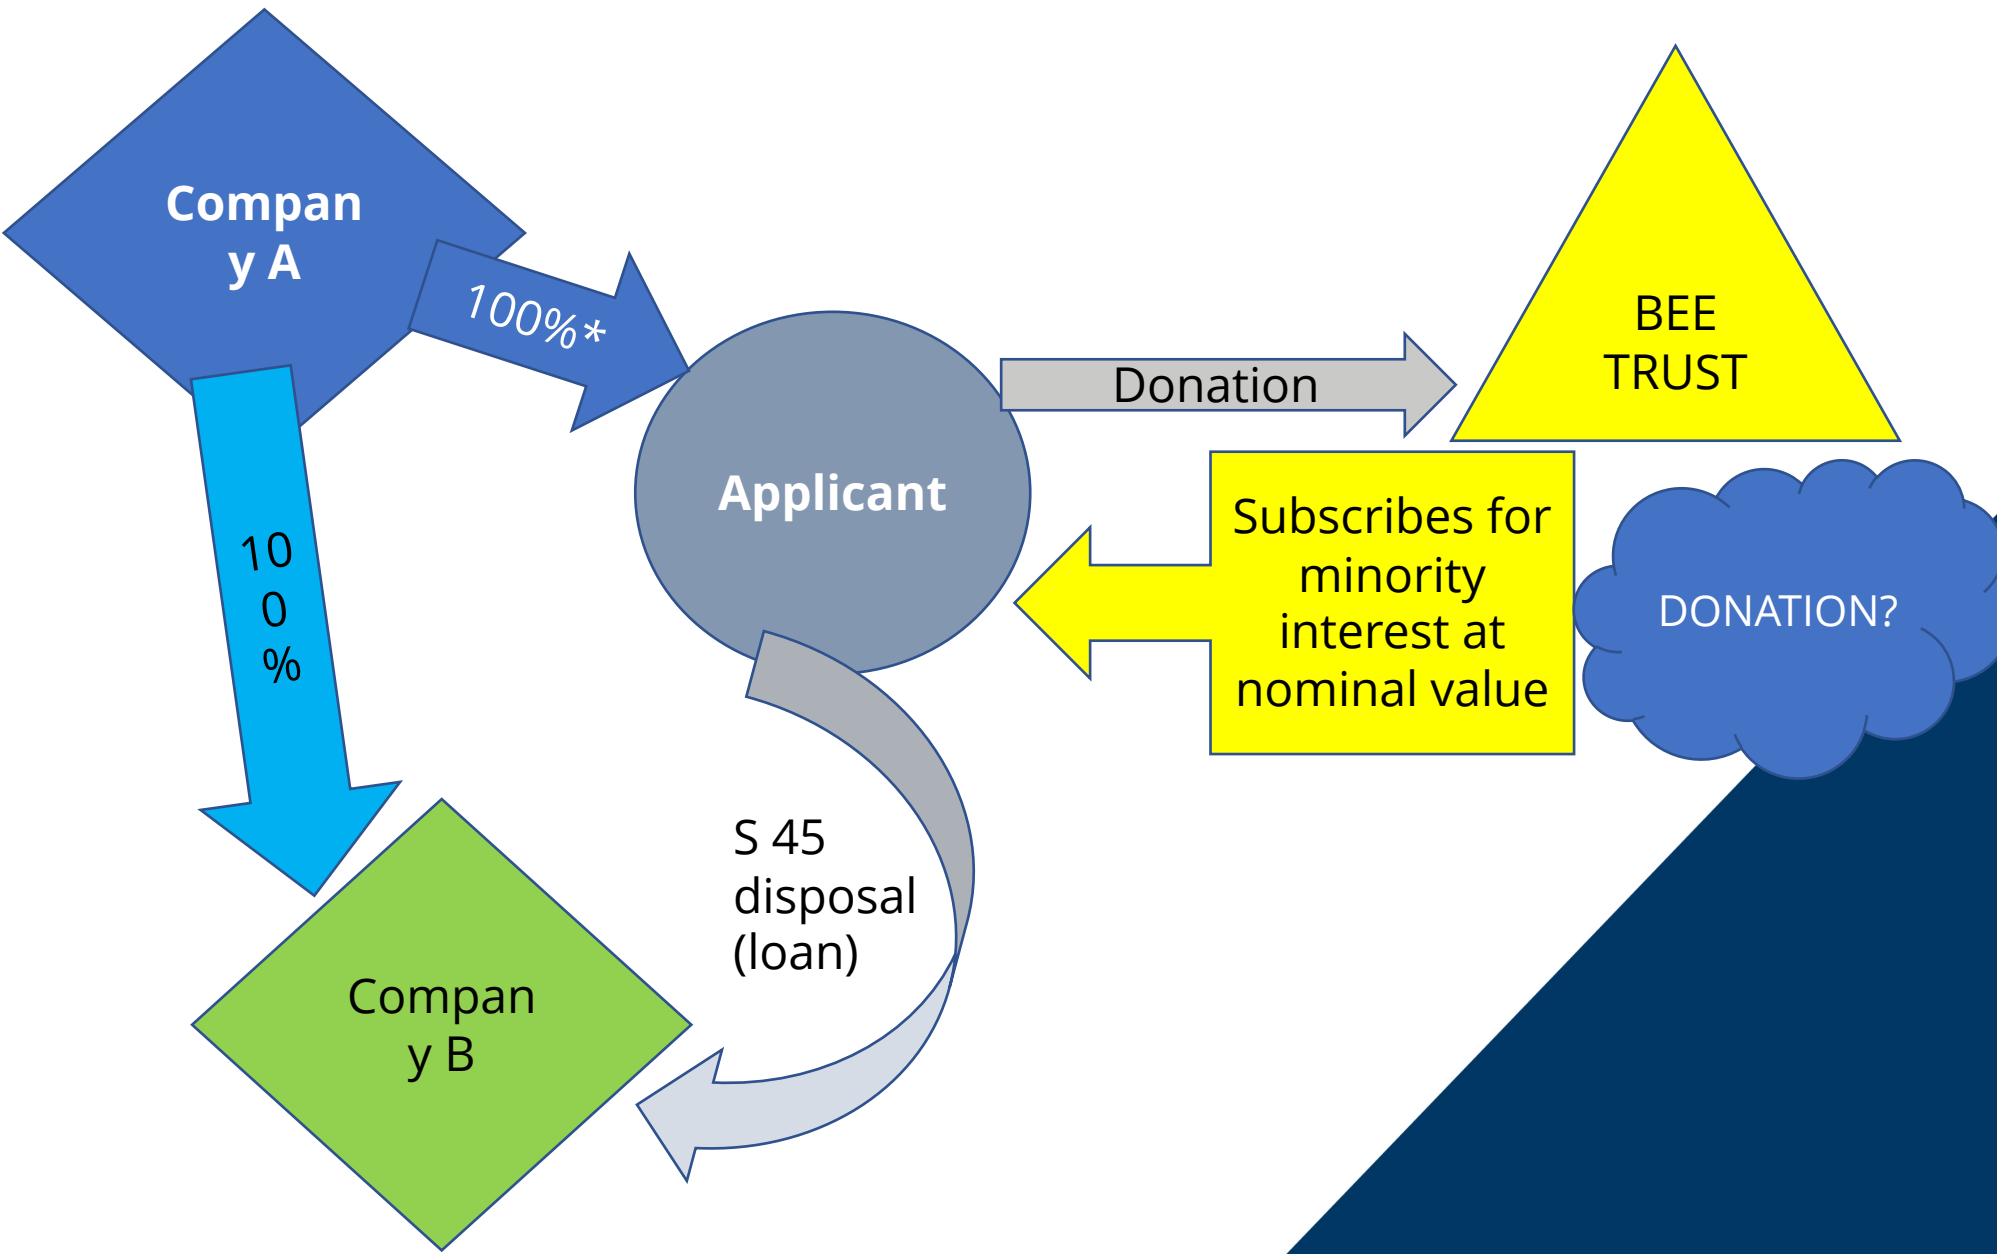 Compan
y A
100%*
10
0
%
Applicant
Donation
BEE
TRUST
Subscribes for
minority
interest at
nominal value
DONATION?
S 45
disposal
(loan)
Compan
y B